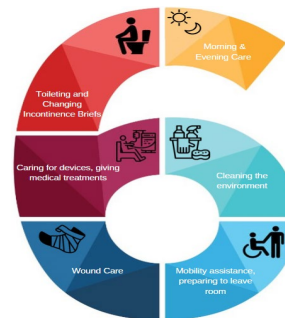 Morning &
Evening Care
Toileting and
Changing
Incontinence Briefs
Caring for devices, giving
medical treatments
Cleaning the
environment
Wound Care
Mobility assistance,
preparing to leave
room